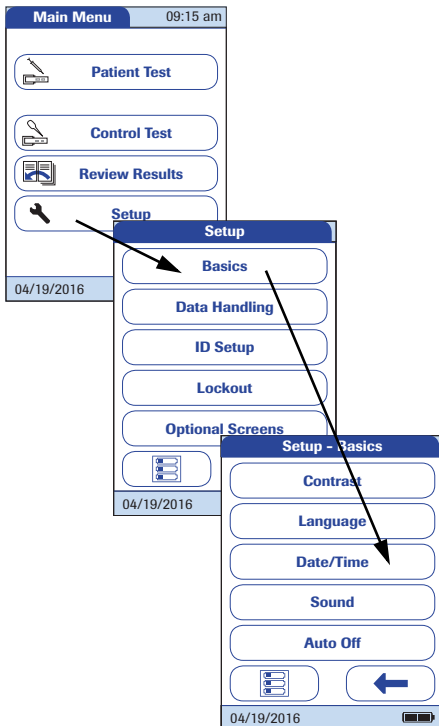 Main Menu 09:15 am
Patient Test
Control Test
Review Results
Setup
04/19/2016
Setup
Basics
Data Handling
ID Setup
Lockout
Optional Screens
04/19/2016
Setup - Basics
Contrast
Language
Date/Time
Sound
Auto Off
04/19/2016